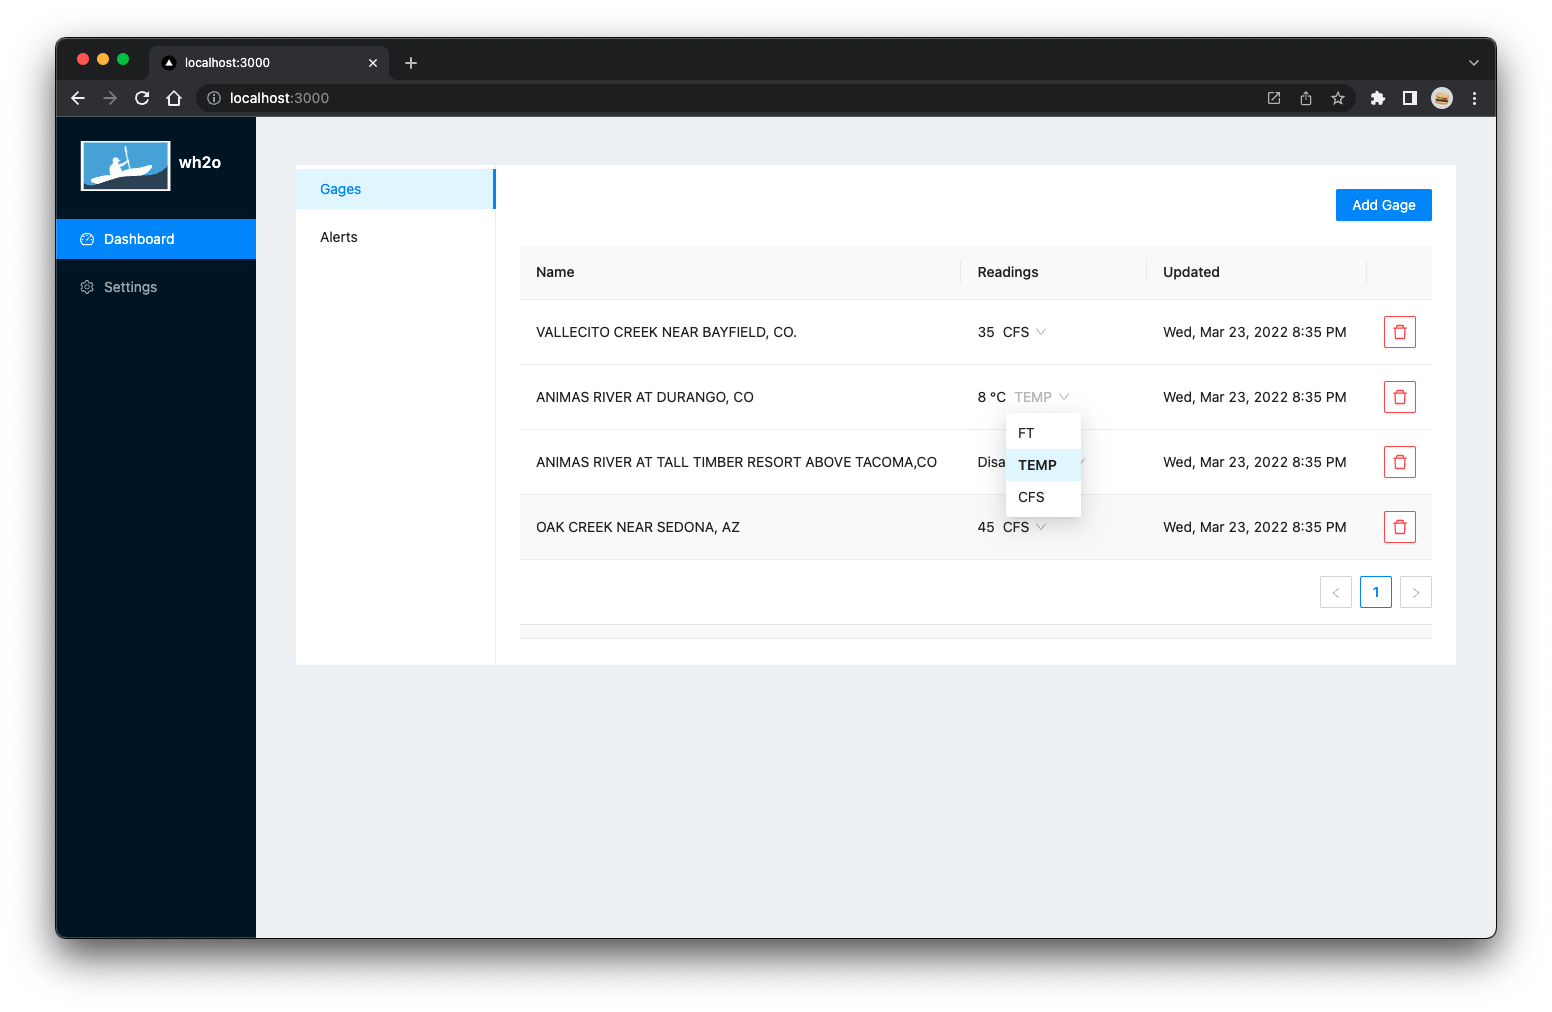 localhost:3000
localhost:3000
wh2o
Dashboard
Settings
Gages
Alerts
Add Gage
Name Readings Updated
VALLECITO CREEK NEAR BAYFIELD, CO. 35 CFS Wed, Mar 23, 2022 8:35 PM
ANIMAS RIVER AT DURANGO, CO 8 °C TEMP Wed, Mar 23, 2022 8:35 PM
FT
ANIMAS RIVER AT TALL TIMBER RESORT ABOVE TACOMA,CO Disa Wed, Mar 23, 2022 8:35 PM
TEMP
CFS
OAK CREEK NEAR SEDONA, AZ 45 CFS Wed, Mar 23, 2022 8:35 PM
< 1 >